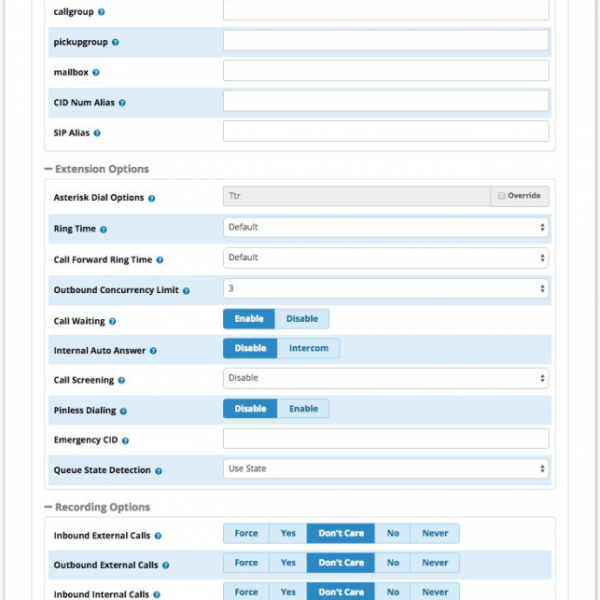 callgroup
pickupgroup
mailbox
CID Num Alias
SIP Alias
Extension Options
Asterisk Dial Options Ttr Override
Ring Time Default
Call Forward Ring Time Default
Outbound Concurrency Limit 3
Call Waiting Enable Disable
Internal Auto Answer Disable Intercom
Call Screening Disable
Pinless Dialing Disable Enable
Emergency CID
Queue State Detection Use State
Recording Options
Inbound External Calls Force Yes Don't Care No Never
Outbound External Calls Force Yes Don't Care No Never
Inbound Internal Calls Force Yes Don't Care No Never